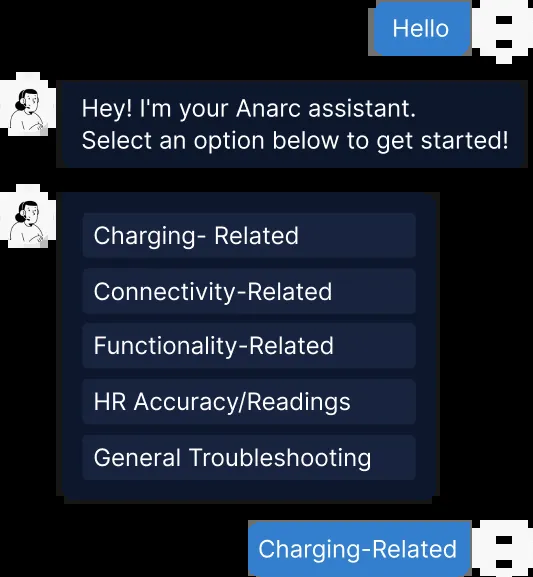 Hello
Hey! I'm your Anarc assistant.
Select an option below to get started!
Charging- Related
Connectivity-Related
Functionality-Related
HR Accuracy/Readings
General Troubleshooting
Charging-Related